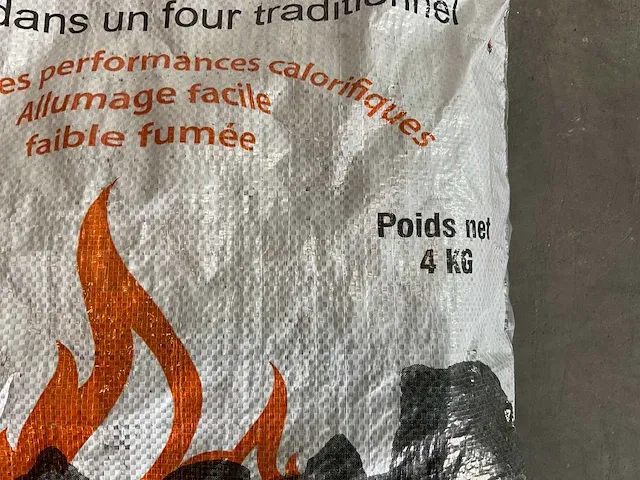 dans un four traditionnel
es performances calorifiques
Allumage facile
faible fumée
Poids net
4 KG